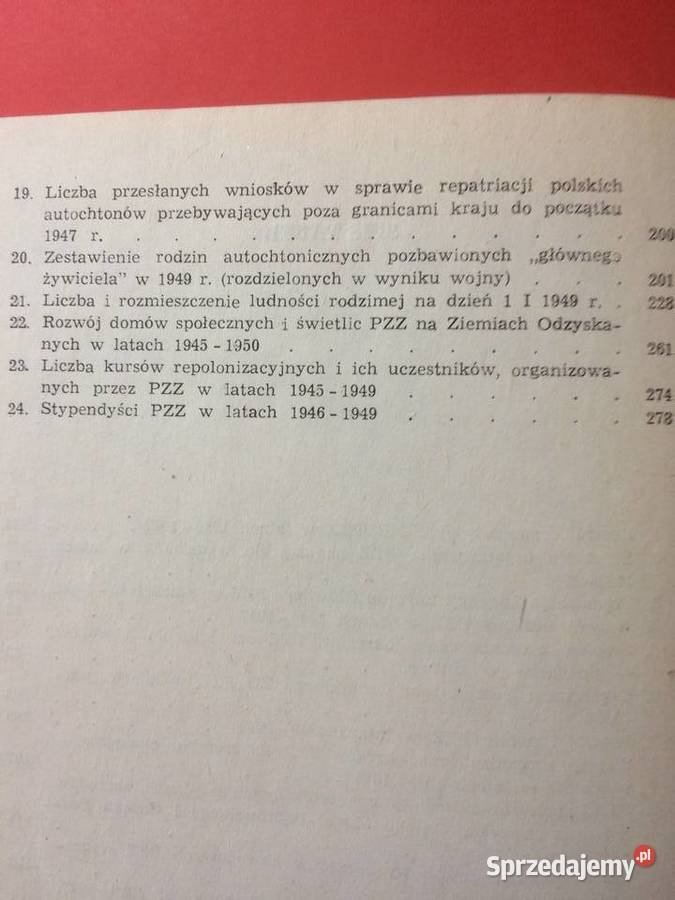 19. Liczba przesłanych wniosków w sprawie repatriacji polskich
autochtonów przebywających poza granicami kraju do początku
1947 r. . . . . . . . . . . . . . 200
20. Zestawienie rodzin autochtonicznych pozbawionych „głównego
żywiciela” w 1949 r. (rozdzielonych w wyniku wojny) . . . 201
21. Liczba i rozmieszczenie ludności rodzimej na dzień 1 I 1949 r. . 228
22. Rozwój domów społecznych i świetlic PZZ na Ziemiach Odzyska-
nych w latach 1945 - 1950 . . . . . . . . . 261
23. Liczba kursów repolonizacyjnych i ich uczestników, organizowa-
nych przez PZZ w latach 1945 - 1949 . . . . . . 274
24. Stypendyści PZZ w latach 1946 - 1949 . . . . . . 278
Sprzedajemy.pl